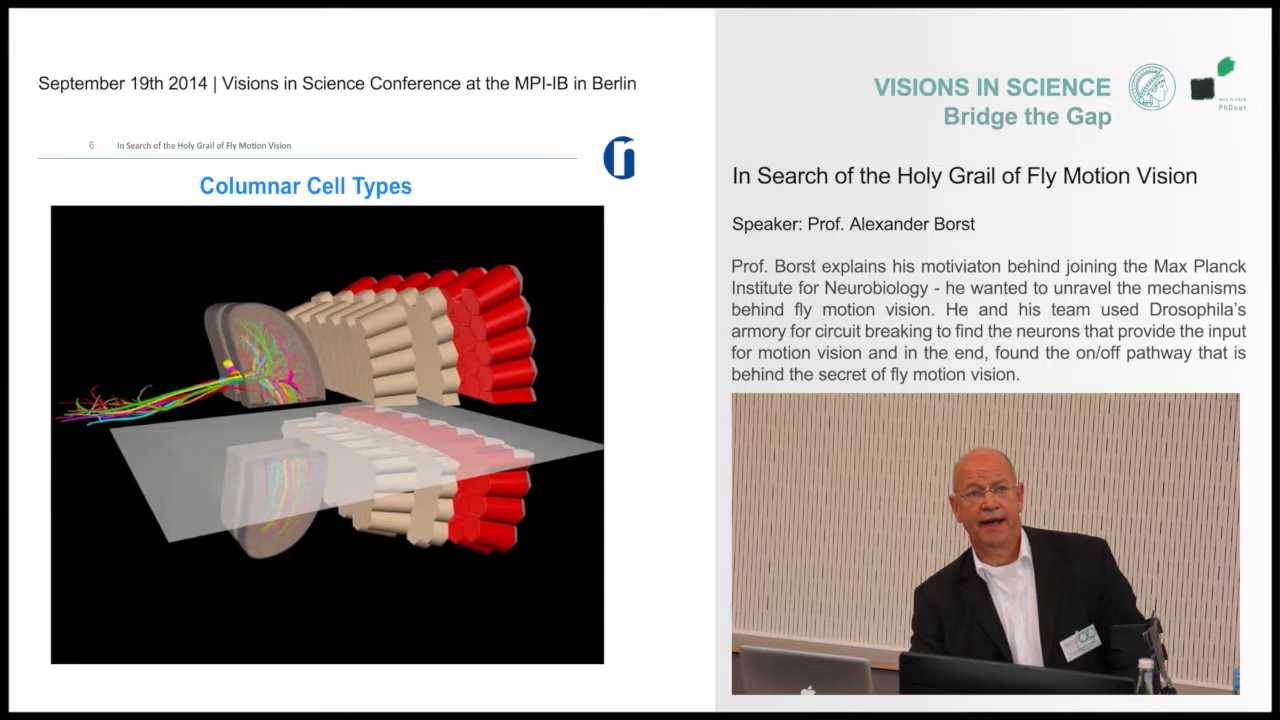 September 19th 2014 | Visions in Science Conference at the MPI-IB in Berlin
6 In Search of the Holy Grail of Fly Motion Vision
Columnar Cell Types
VISIONS IN SCIENCE
Bridge the Gap
MAX PLANCK
PhDnet
In Search of the Holy Grail of Fly Motion Vision
Speaker: Prof. Alexander Borst
Prof. Borst explains his motiviaton behind joining the Max Planck
Institute for Neurobiology - he wanted to unravel the mechanisms
behind fly motion vision. He and his team used Drosophila's
armory for circuit breaking to find the neurons that provide the input
for motion vision and in the end, found the on/off pathway that is
behind the secret of fly motion vision.